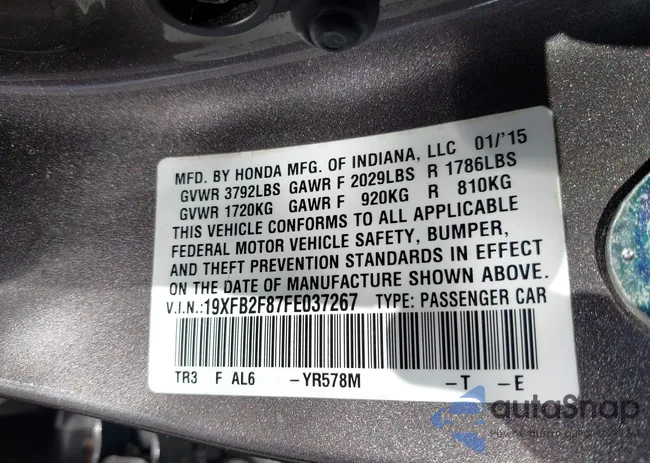 MFD. BY HONDA MFG. OF INDIANA, LLC 01/'15
GVWR 3792LBS GAWR F 2029LBS R 1786LBS
GVWR 1720KG GAWR F 920KG R 810KG
THIS VEHICLE CONFORMS TO ALL APPLICABLE
FEDERAL MOTOR VEHICLE SAFETY, BUMPER,
AND THEFT PREVENTION STANDARDS IN EFFECT
ON THE DATE OF MANUFACTURE SHOWN ABOVE.
V.I.N.:19XFB2F87FE037267 TYPE: PASSENGER CAR
TR3 F AL6 -YR578M -T -E
autoSnap